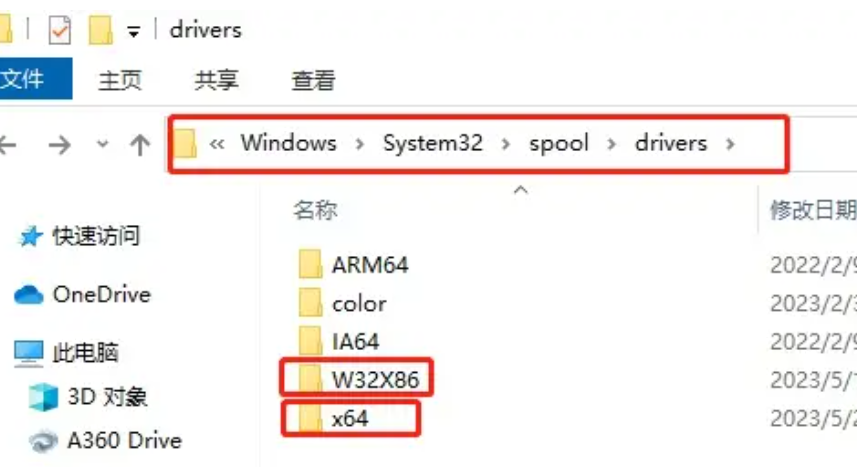 drivers
文件 主页 共享 查看
« Windows > System32 > spool > drivers >
名称 修改日期
快速访问
OneDrive
此电脑
3D 对象
A360 Drive
ARM64 2022/2/9
color 2023/2/3
IA64 2022/2/9
W32X86 2023/5/1
x64 2023/5/2